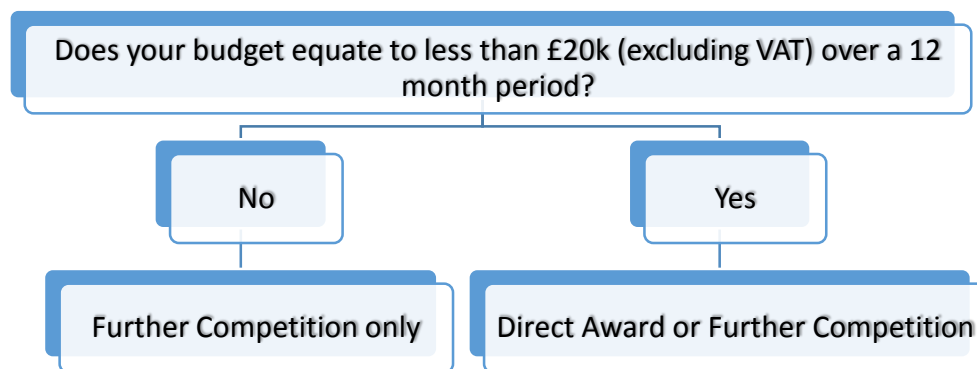 Does your budget equate to less than £20k (excluding VAT) over a 12
month period?
No
Yes
Further Competition only
Direct Award or Further Competition